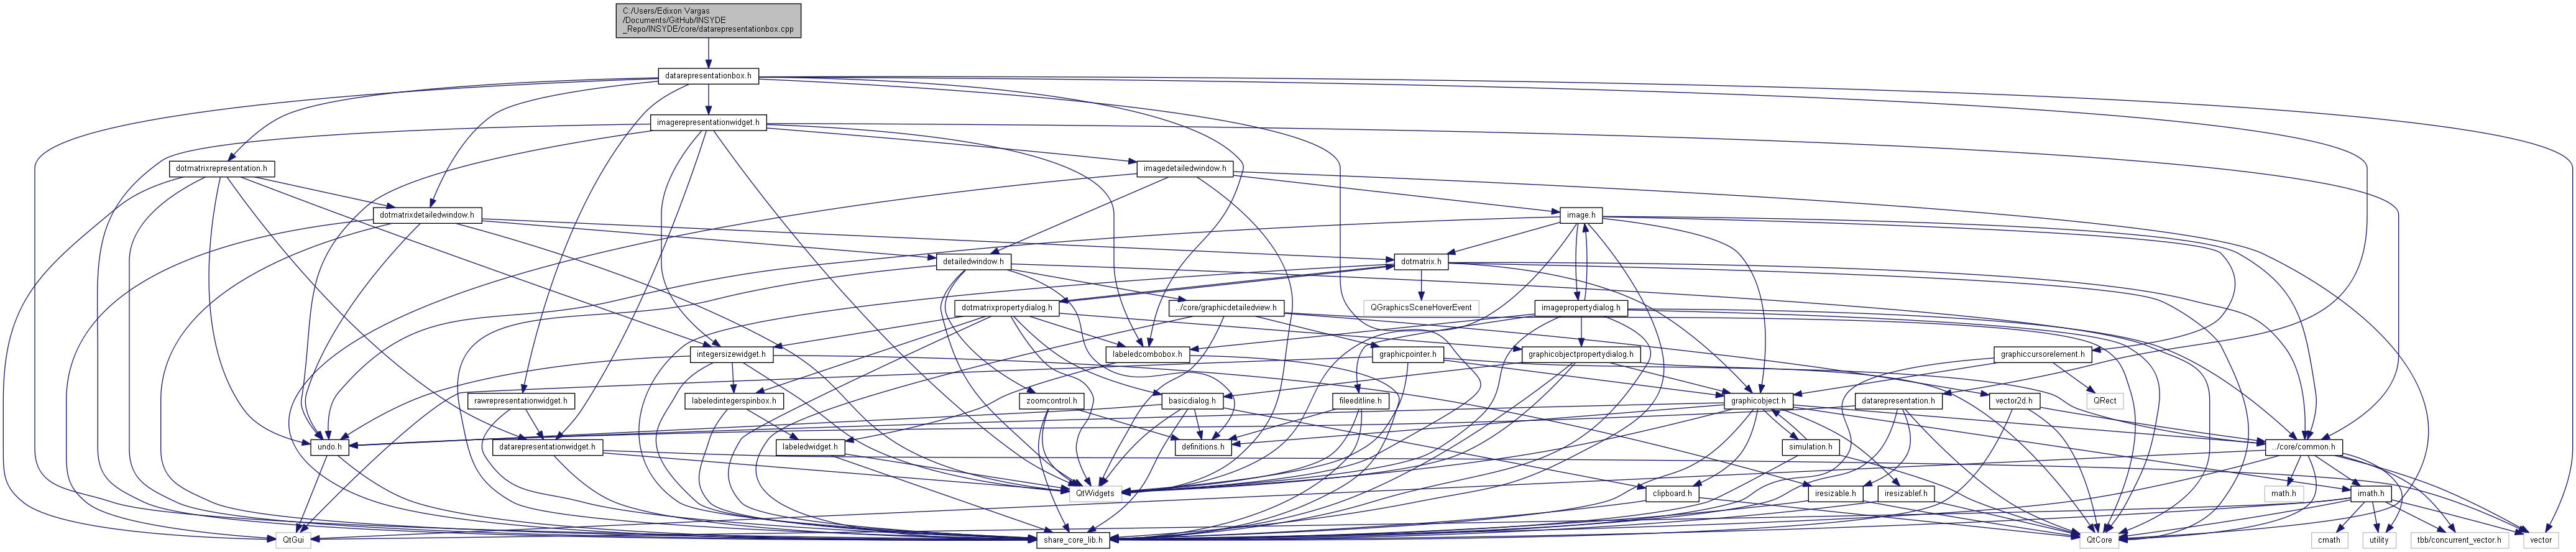 C:/Users/Edixon Vargas
/Documents/GitHub/INSYDE
_Repo/INSYDE/core/datarepresentationbox.cpp
datarepresentationbox.h
imagerepresentationwidget.h
dotmatrixrepresentation.h
imagedetailedwindow.h
dotmatrixdetailedwindow.h
image.h
detailedwindow.h
dotmatrix.h
dotmatrixpropertydialog.h
../core/graphicdetailedview.h
QGraphicsSceneHoverEvent
imagepropertydialog.h
integersizewidget.h
labeledcombobox.h
graphicpointer.h
graphicobjectpropertydialog.h
graphiccursorelement.h
rawrepresentationwidget.h
labeledintegerspinbox.h
zoomcontrol.h
basicdialog.h
fileeditline.h
graphicobject.h
datarepresentation.h
vector2d.h
QRect
undo.h
datarepresentationwidget.h
labeledwidget.h
definitions.h
simulation.h
../core/common.h
QtWidgets
clipboard.h
iresizable.h
iresizablef.h
math.h
imath.h
QtGui
share_core_lib.h
QtCore
cmath
utility
tbb/concurrent_vector.h
vector